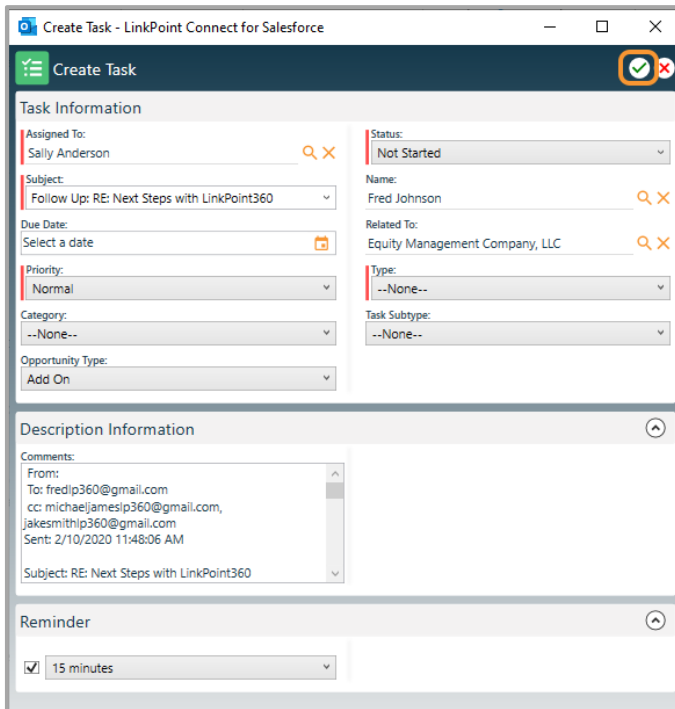 Create Task - LinkPoint Connect for Salesforce
Create Task
Task Information
Assigned To:
Sally Anderson
Status:
Not Started
Subject:
Follow Up: RE: Next Steps with LinkPoint360
Name:
Fred Johnson
Due Date:
Select a date
Related To:
Equity Management Company, LLC
Priority:
Normal
Type:
--None--
Category:
--None--
Task Subtype:
--None--
Opportunity Type:
Add On
Description Information
Comments:
From:
To: fredlp360@gmail.com
cc: michaeljameslp360@gmail.com,
jakesmithlp360@gmail.com
Sent: 2/10/2020 11:48:06 AM
Subject: RE: Next Steps with LinkPoint360
Reminder
15 minutes